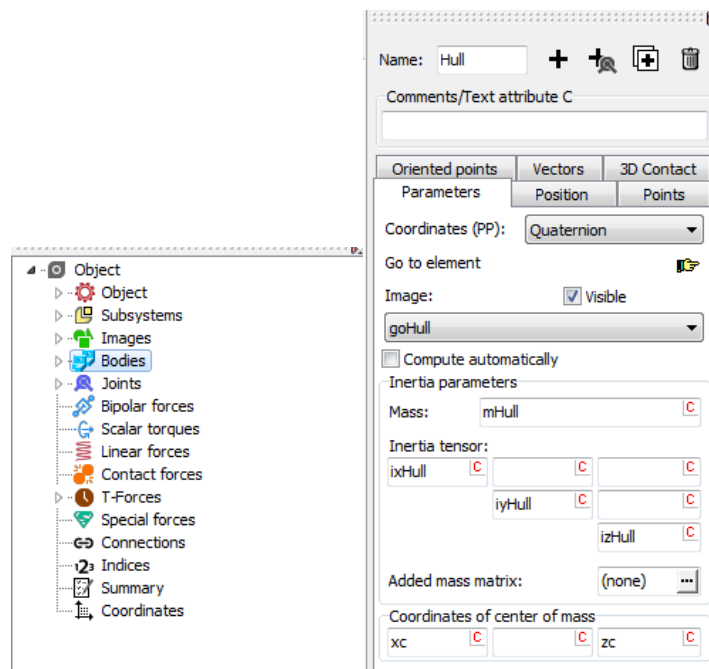 Object
Object
Subsystems
Images
Bodies
Joints
Bipolar forces
Scalar torques
Linear forces
Contact forces
T-Forces
Special forces
Connections
Indices
Summary
Coordinates
Name: Hull
Comments/Text attribute C
Oriented points Vectors 3D Contact
Parameters Position Points
Coordinates (PP): Quaternion
Go to element
Image: Visible
goHull
Compute automatically
Inertia parameters
Mass: mHull C
Inertia tensor:
ixHull C C C
iyHull C C
izHull C
Added mass matrix: (none) ...
Coordinates of center of mass
xc C C zc C